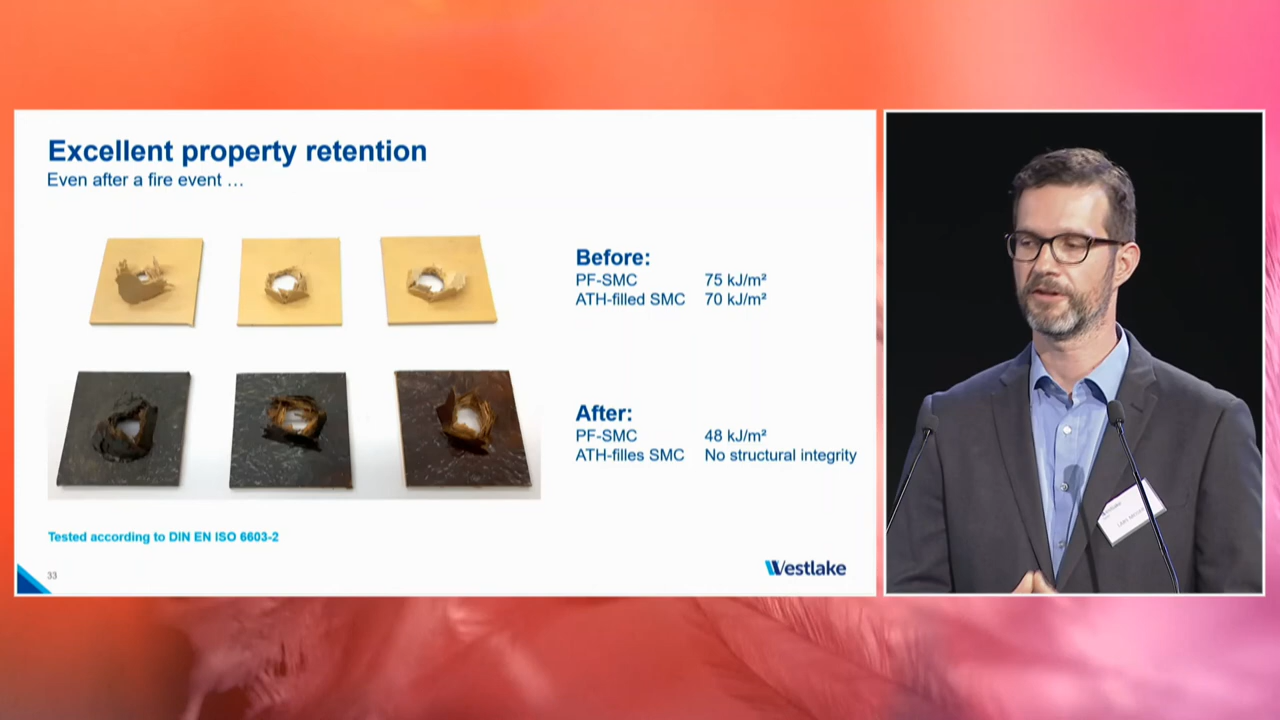 Excellent property retention
Even after a fire event …
Before:
PF-SMC 75 kJ/m²
ATH-filled SMC 70 kJ/m²
After:
PF-SMC 48 kJ/m²
ATH-filles SMC No structural integrity
Tested according to DIN EN ISO 6603-2
33
Westlake